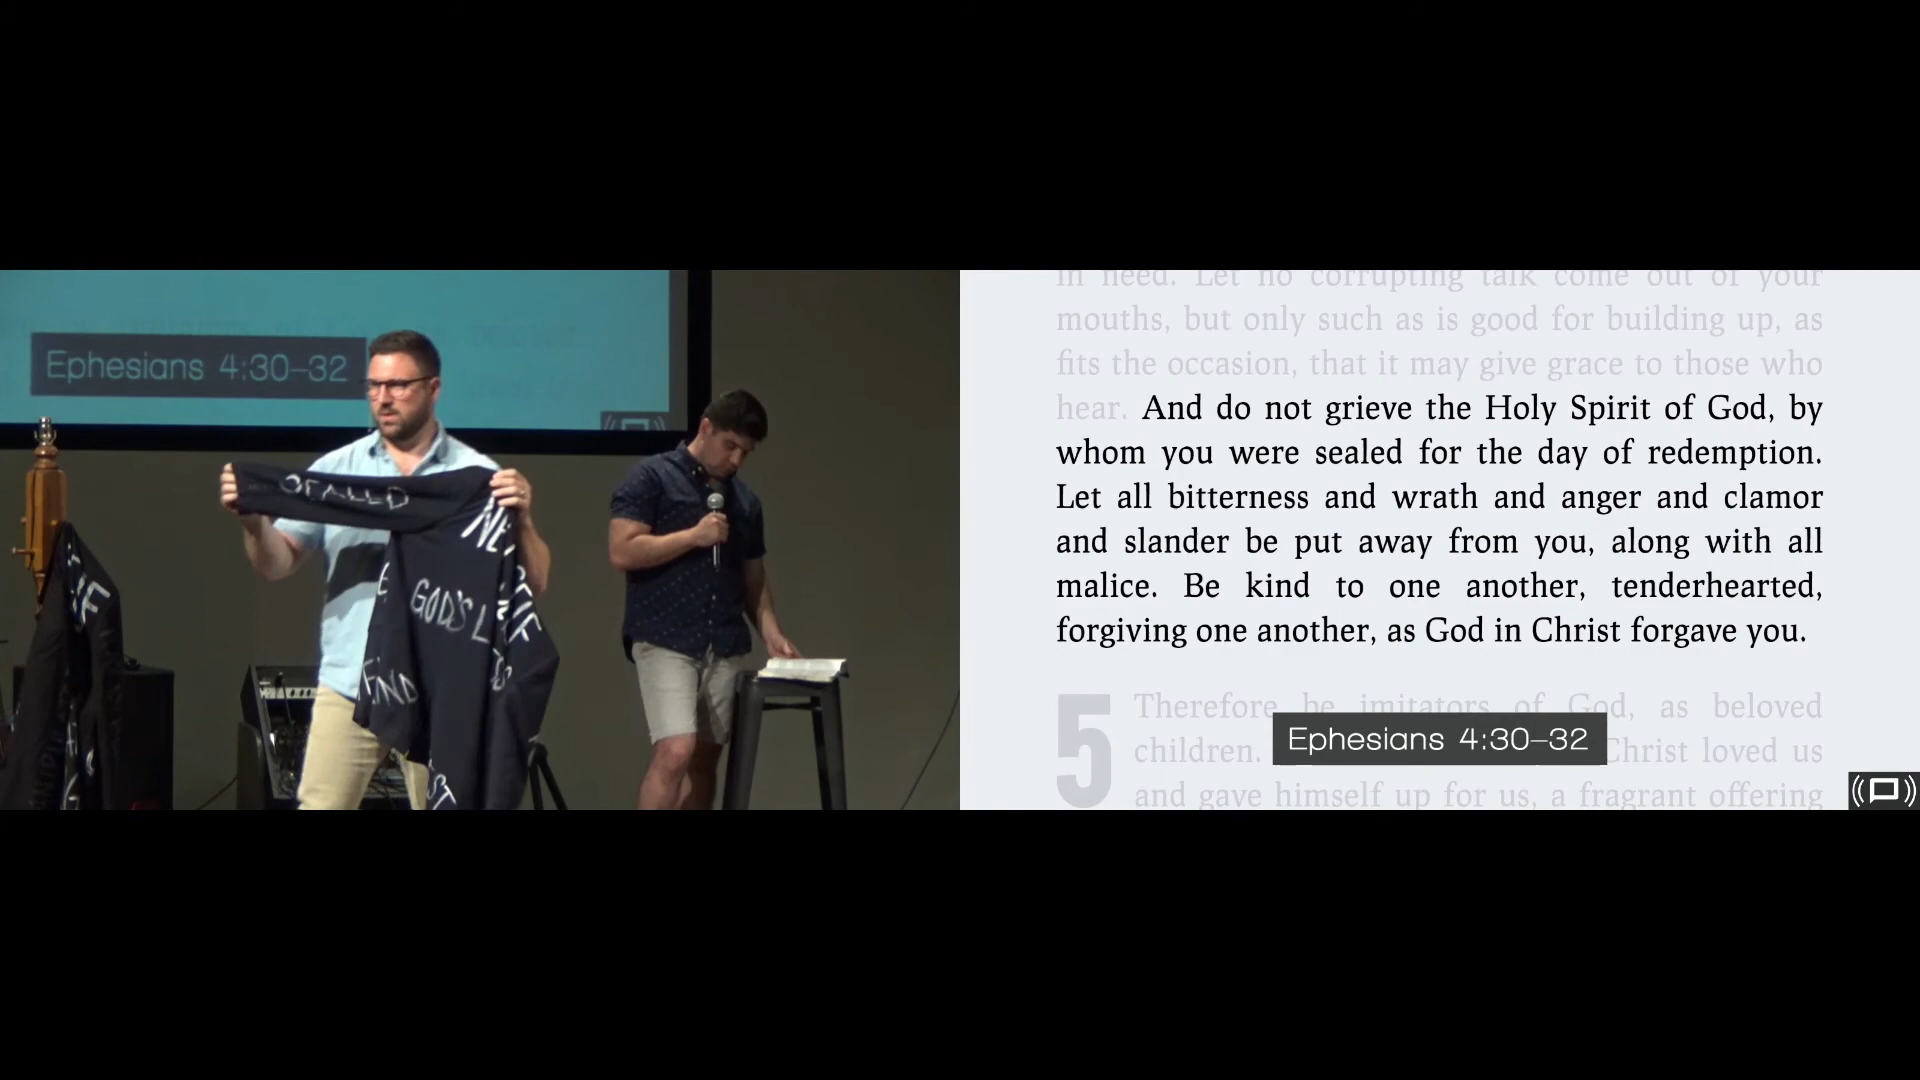 Ephesians 4:30–32
GOD'S L
FIND
in need. Let no corrupting talk come out of your
mouths, but only such as is good for building up, as
fits the occasion, that it may give grace to those who
hear. And do not grieve the Holy Spirit of God, by
whom you were sealed for the day of redemption.
Let all bitterness and wrath and anger and clamor
and slander be put away from you, along with all
malice. Be kind to one another, tenderhearted,
forgiving one another, as God in Christ forgave you.
5 Therefore be imitators of God, as beloved
children. Christ loved us
and gave himself up for us, a fragrant offering
Ephesians 4:30–32